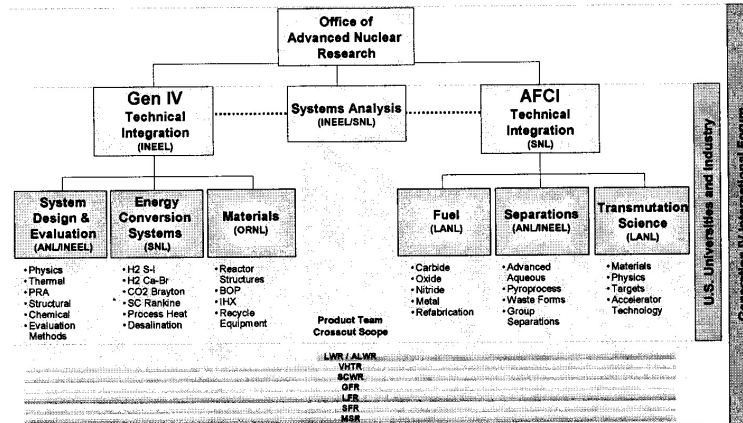 Office of
Advanced Nuclear
Research
Gen IV
Technical
Integration
(INEEL)
Systems Analysis
(INEEL/SNL)
AFCI
Technical
Integration
(SNL)
System
Design &
Evaluation
(ANL/INEEL)
Energy
Conversion
Systems
(SNL)
Materials
(ORNL)
Fuel
(LANL)
Separations
(ANL/INEEL)
Transmutation
Science
(LANL)
• Physics
• Thermal
• PRA
• Structural
• Chemical
• Evaluation
Methods
• H2 S-I
• H2 Ca-Br
• CO2 Brayton
• SC Rankine
• Process Heat
• Desalination
• Reactor
Structures
• BOP
• IHX
• Recycle
Equipment
• Carbide
• Oxide
• Nitride
• Metal
• Refabrication
• Advanced
Aqueous
• Pyroprocess
• Waste Forms
• Group
Separations
• Materials
• Physics
• Targets
• Accelerator
Technology
Product Team
Crosscut Scope
LWR / ALWR
VHTR
SCWR
GFR
LFR
SFR
MSR
U.S. Universities and Industry
Generation IV International Forum